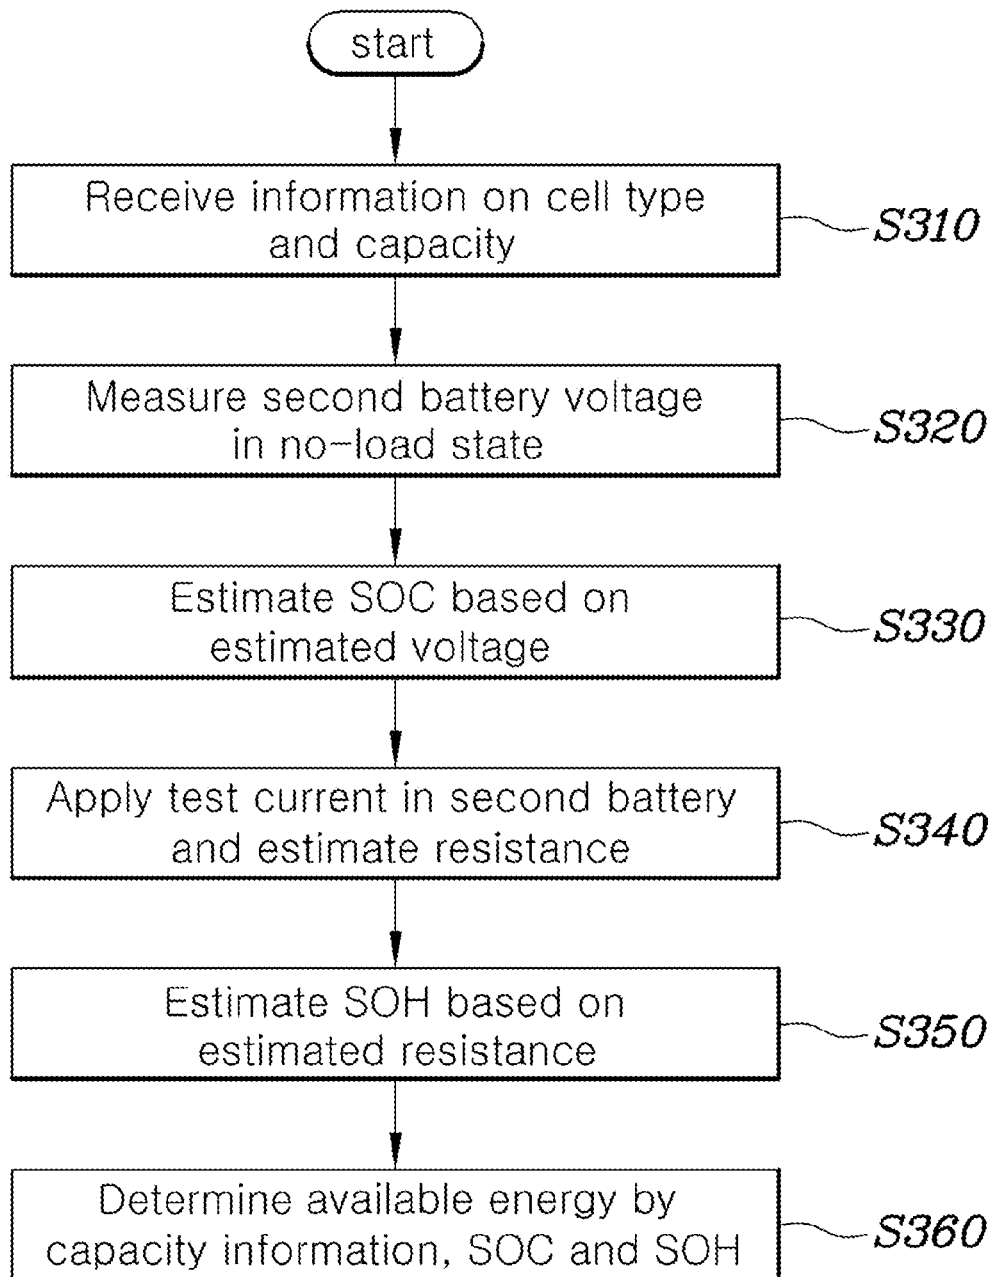 start
Receive information on cell type
and capacity
S310
Measure second battery voltage
in no-load state
S320
Estimate SOC based on
estimated voltage
S330
Apply test current in second battery
and estimate resistance
S340
Estimate SOH based on
estimated resistance
S350
Determine available energy by
capacity information, SOC and SOH
S360